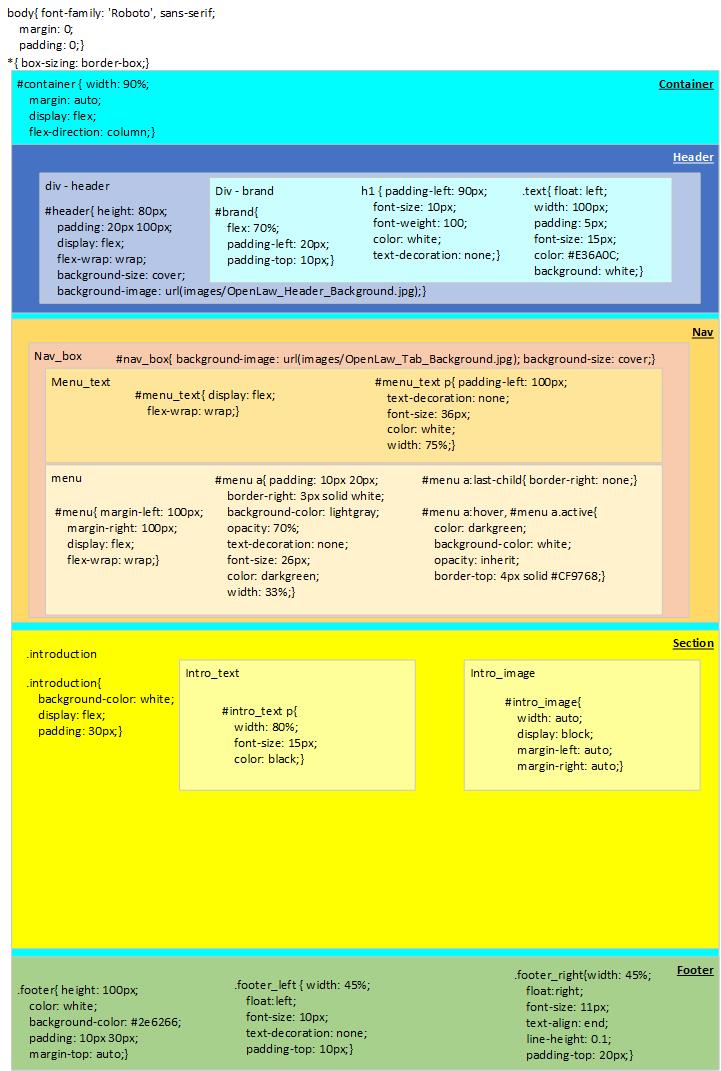 body{ font-family: 'Roboto', sans-serif;
margin: 0;
padding: 0;}
*{ box-sizing: border-box;}
#container { width: 90%;
margin: auto;
display: flex;
flex-direction: column;}
Container
Header
div - header
#header{ height: 80px;
padding: 20px 100px;
display: flex;
flex-wrap: wrap;
background-size: cover;
background-image: url(images/OpenLaw_Header_Background.jpg);}
Div - brand
#brand{
flex: 70%;
padding-left: 20px;
padding-top: 10px;}
h1 { padding-left: 90px;
font-size: 10px;
font-weight: 100;
color: white;
text-decoration: none;}
.text{ float: left;
width: 100px;
padding: 5px;
font-size: 15px;
color: #E36A0C;
background: white;}
Nav
Nav_box
#nav_box{ background-image: url(images/OpenLaw_Tab_Background.jpg); background-size: cover;}
Menu_text
#menu_text{ display: flex;
flex-wrap: wrap;}
#menu_text p{ padding-left: 100px;
text-decoration: none;
font-size: 36px;
color: white;
width: 75%;}
menu
#menu{ margin-left: 100px;
margin-right: 100px;
display: flex;
flex-wrap: wrap;}
#menu a{ padding: 10px 20px;
border-right: 3px solid white;
background-color: lightgray;
opacity: 70%;
text-decoration: none;
font-size: 26px;
color: darkgreen;
width: 33%;}
#menu a:last-child{ border-right: none;}
#menu a:hover, #menu a.active{
color: darkgreen;
background-color: white;
opacity: inherit;
border-top: 4px solid #CF9768;}
Section
.introduction
.introduction{
background-color: white;
display: flex;
padding: 30px;}
Intro_text
#intro_text p{
width: 80%;
font-size: 15px;
color: black;}
Intro_image
#intro_image{
width: auto;
display: block;
margin-left: auto;
margin-right: auto;}
Footer
.footer{ height: 100px;
color: white;
background-color: #2e6266;
padding: 10px 30px;
margin-top: auto;}
.footer_left { width: 45%;
float:left;
font-size: 10px;
text-decoration: none;
padding-top: 10px;}
.footer_right{width: 45%;
float:right;
font-size: 11px;
text-align: end;
line-height: 0.1;
padding-top: 20px;}